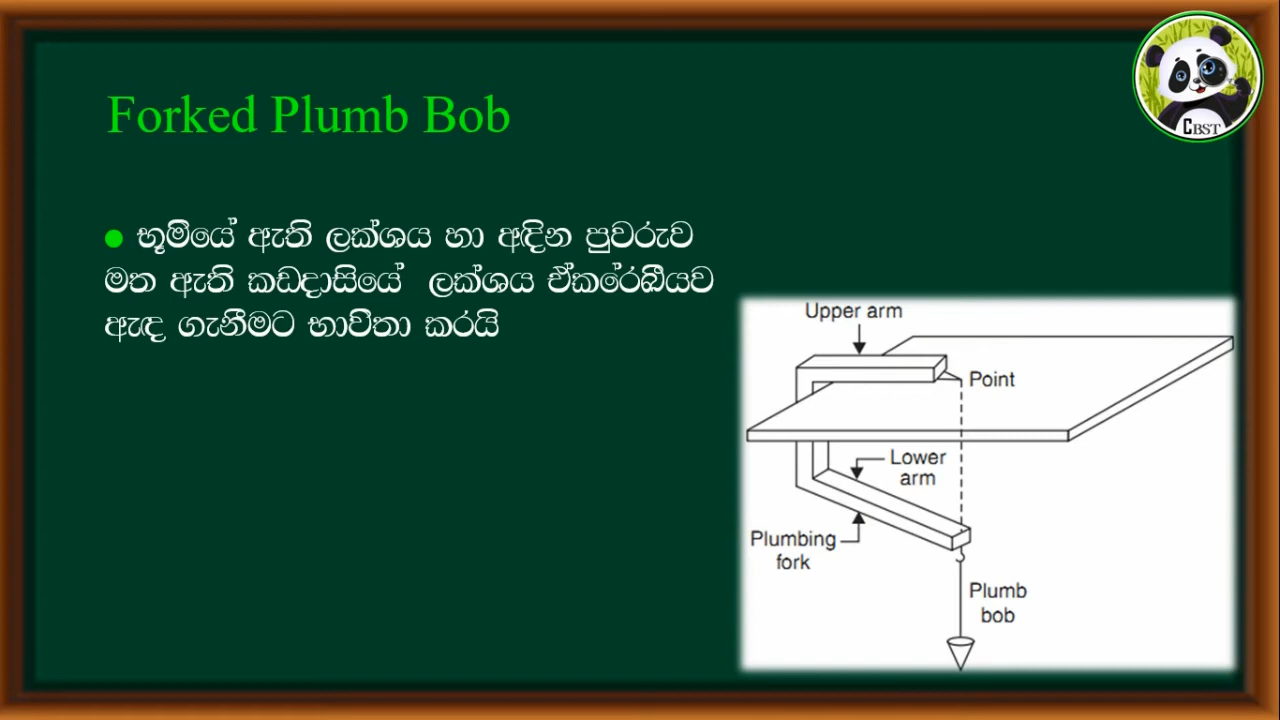 CBST
Forked Plumb Bob
● භූමියේ ඇති ලක්ශය හා අඳින පුවරුව
මත ඇති කඩදාසියේ ලක්ශය ඒකරේඛීයව
ඇඳ ගැනීමට භාවිතා කරයි
Upper arm
Point
Lower
arm
Plumbing
fork
Plumb
bob